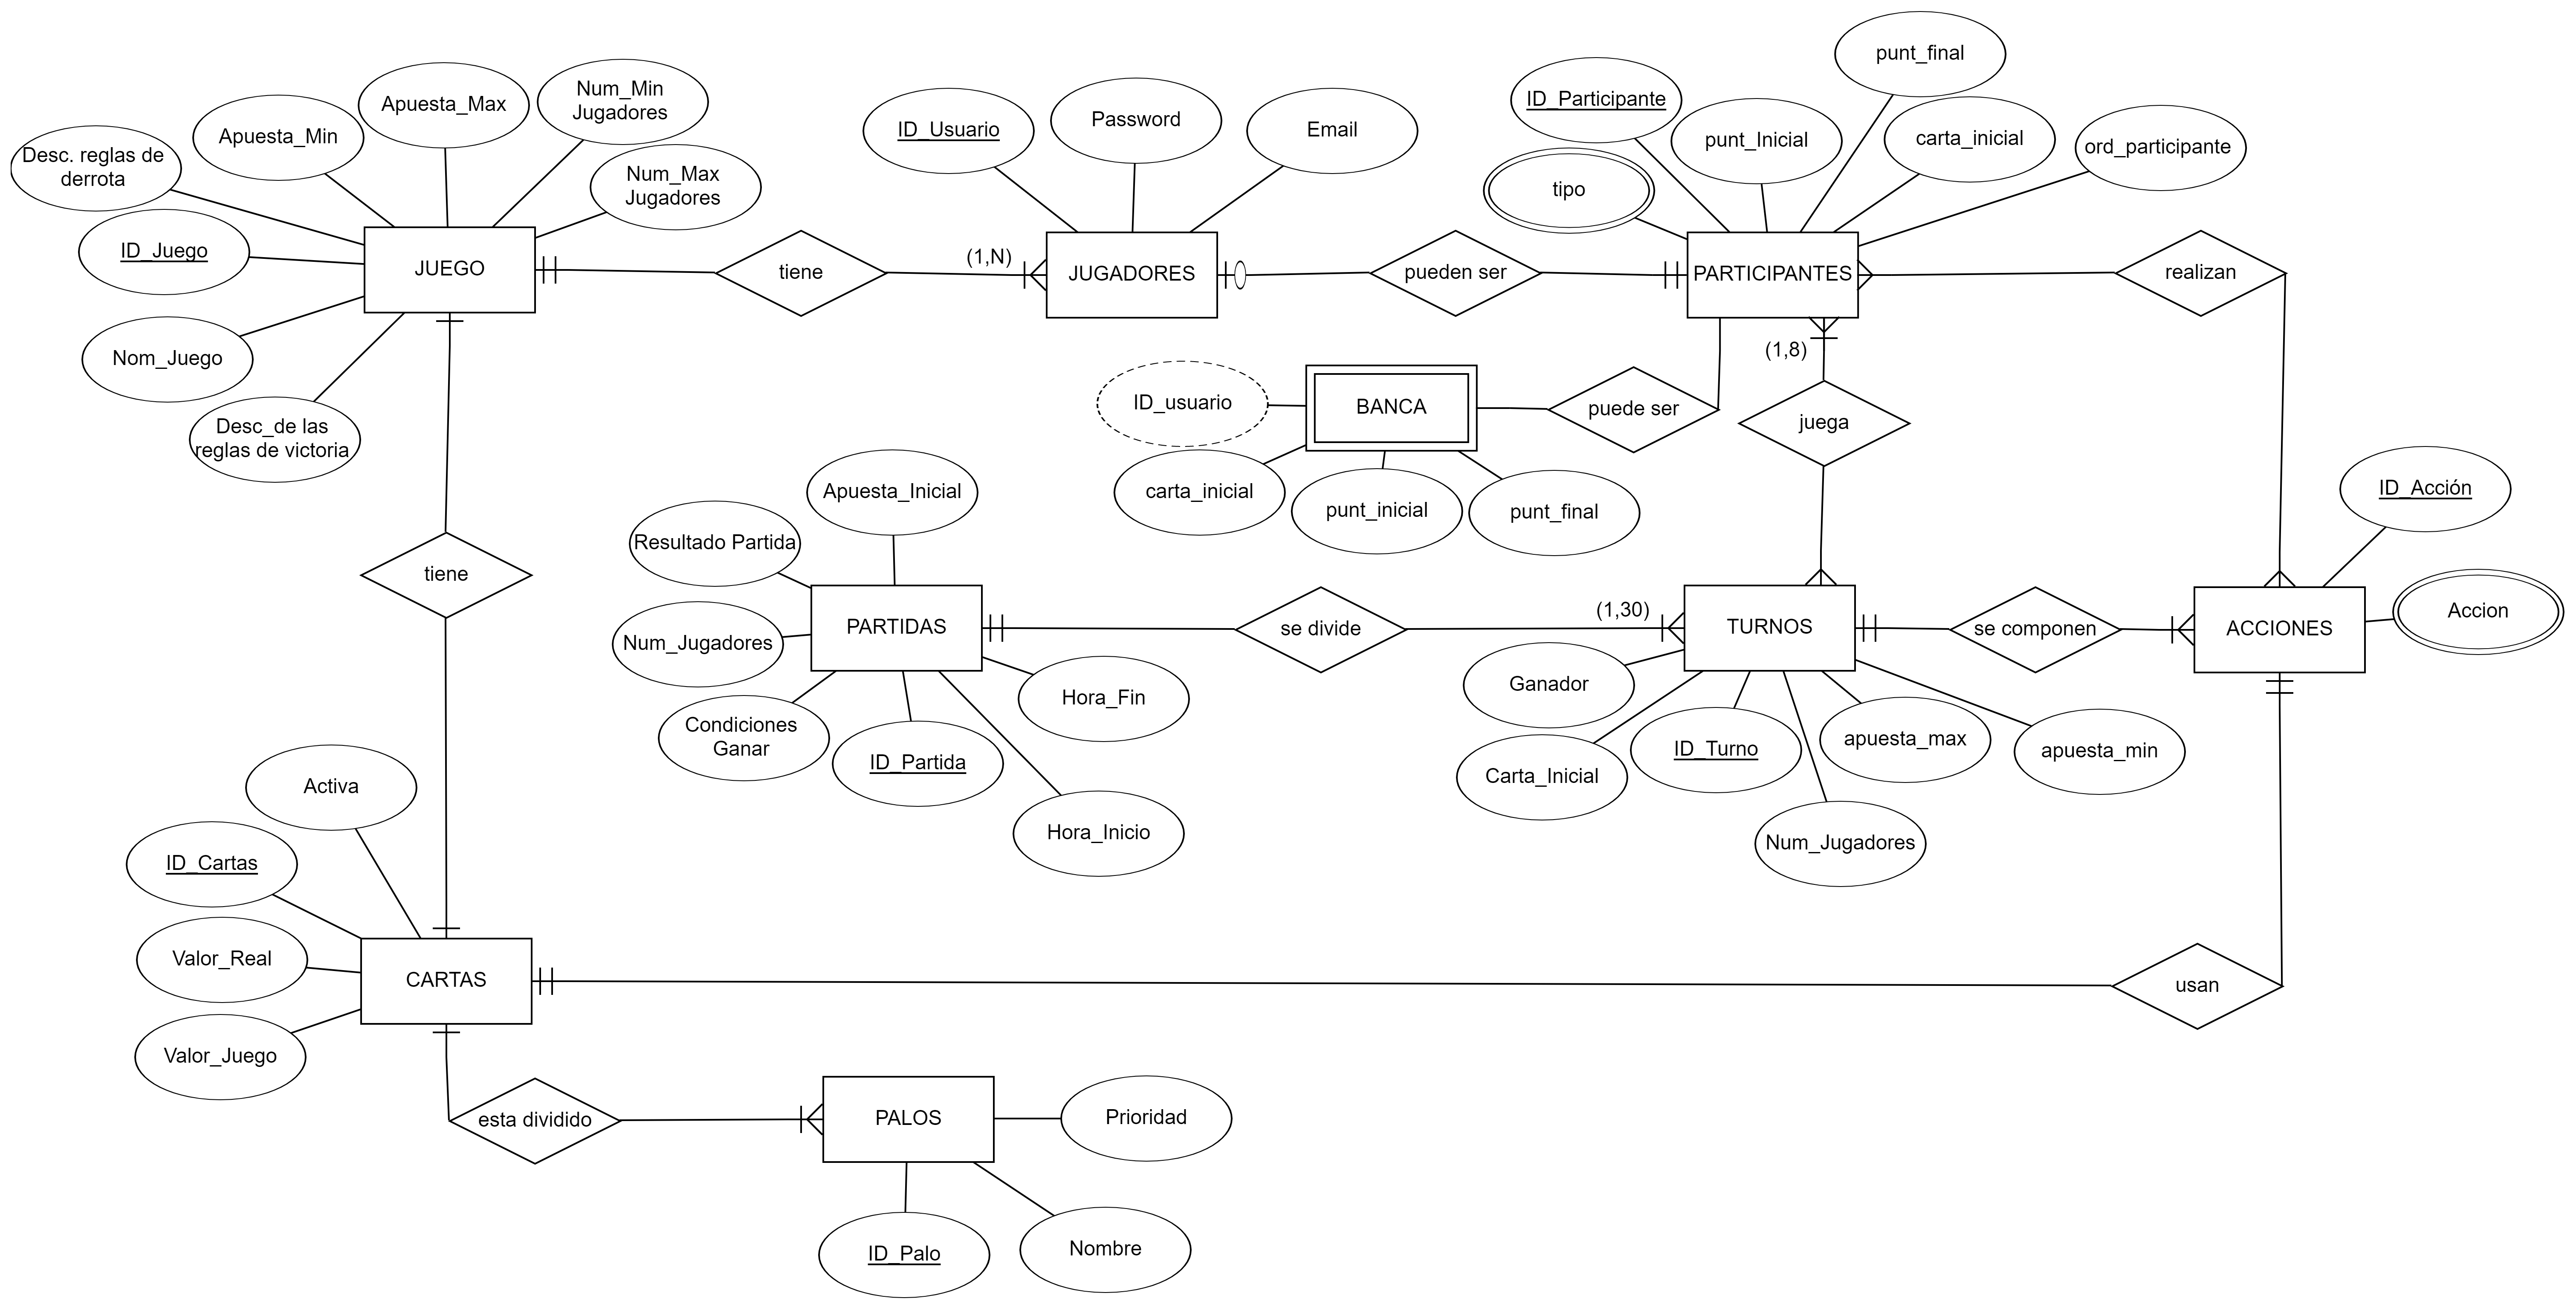 punt_final
Num_Min
Jugadores
Apuesta_Max
ID_Participante
Password
Email
ID_Usuario
Apuesta_Min
punt_Inicial
carta_inicial
ord_participante
Desc. reglas de
derrota
Num_Max
Jugadores
tipo
ID_Juego
JUEGO
tiene
(1,N)
JUGADORES
pueden ser
PARTICIPANTES
realizan
Nom_Juego
(1,8)
ID_usuario
BANCA
puede ser
juega
Desc_de las
reglas de victoria
Apuesta_Inicial
carta_inicial
punt_inicial
punt_final
ID_Acción
Resultado Partida
tiene
Num_Jugadores
PARTIDAS
se divide
(1,30)
TURNOS
se componen
ACCIONES
Accion
Ganador
Hora_Fin
Condiciones
Ganar
ID_Partida
Carta_Inicial
ID_Turno
apuesta_max
apuesta_min
Activa
Hora_Inicio
Num_Jugadores
ID_Cartas
Valor_Real
CARTAS
usan
Valor_Juego
esta dividido
PALOS
Prioridad
ID_Palo
Nombre